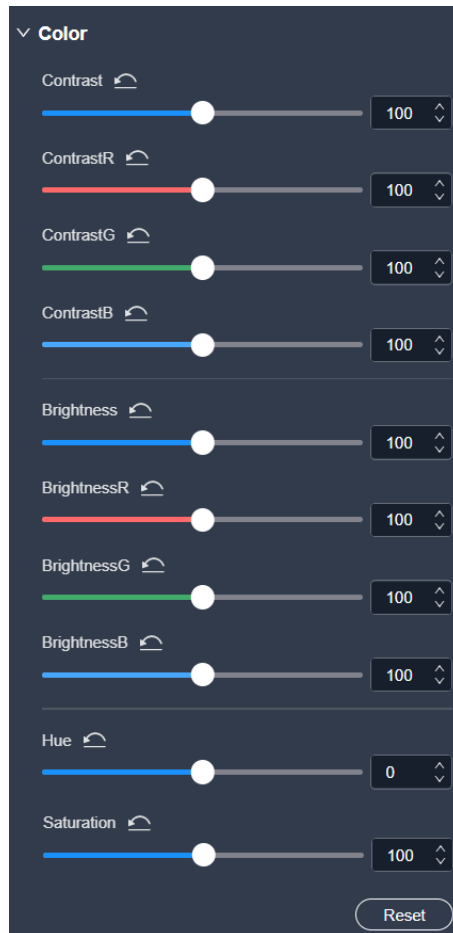 Color
Contrast
100
ContrastR
100
ContrastG
100
ContrastB
100
Brightness
100
BrightnessR
100
BrightnessG
100
BrightnessB
100
Hue
0
Saturation
100
Reset